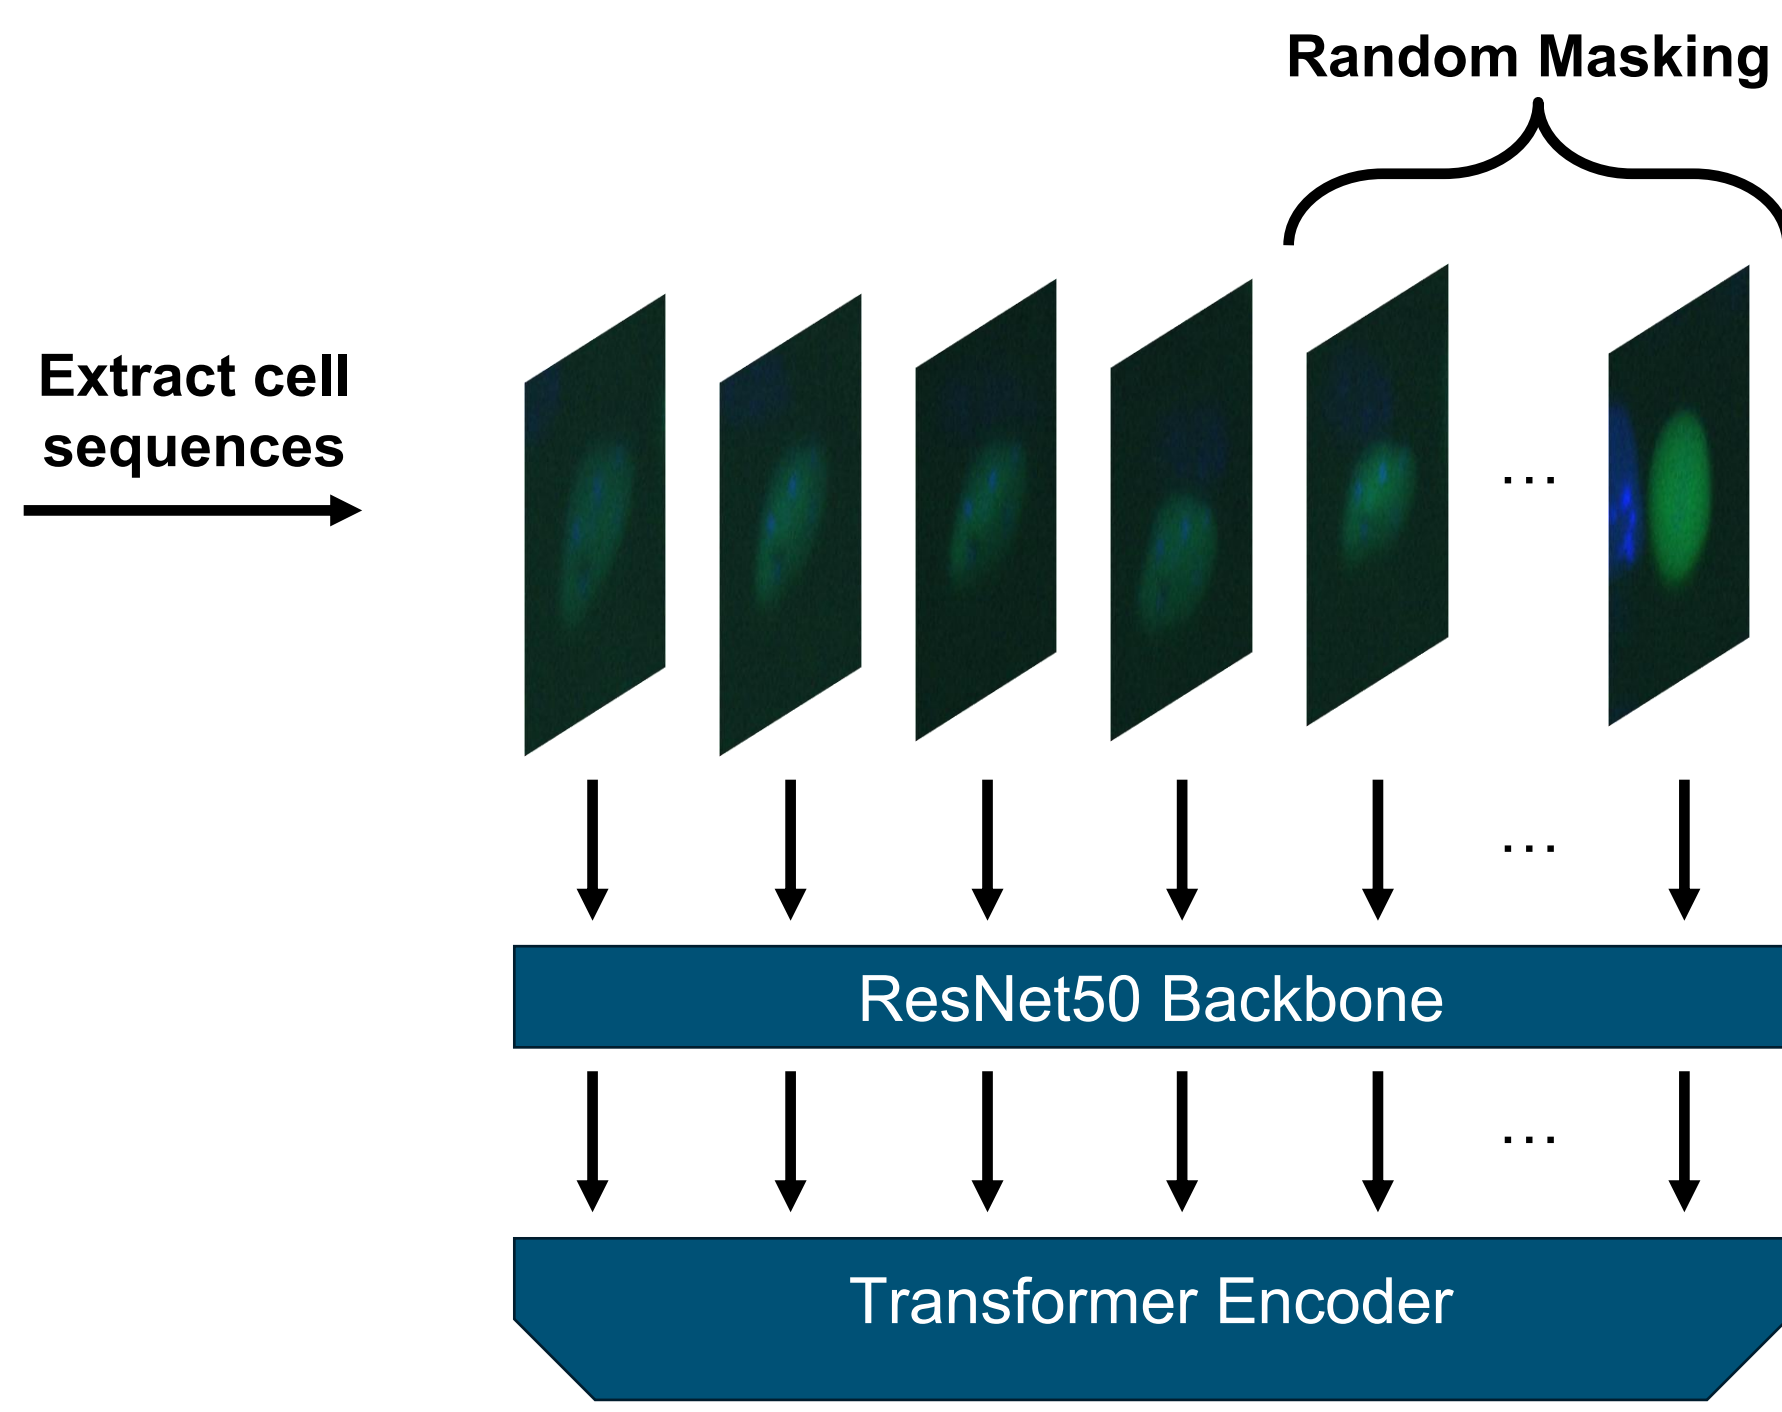 Random Masking
Extract cell
sequences
...
...
ResNet50 Backbone
...
Transformer Encoder